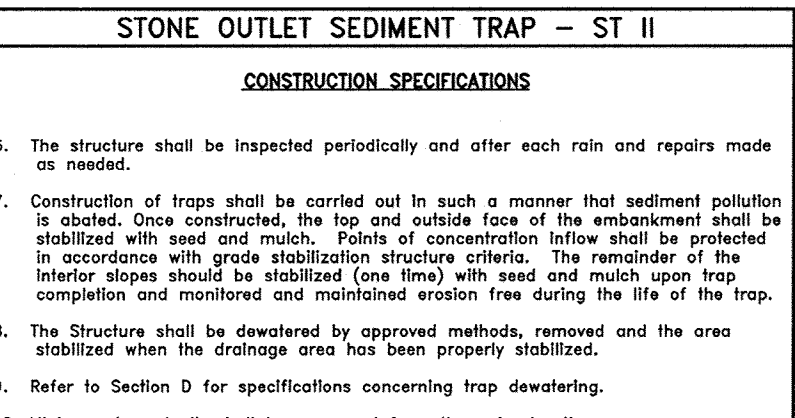 STONE OUTLET SEDIMENT TRAP – ST II
CONSTRUCTION SPECIFICATIONS
The structure shall be inspected periodically and after each rain and repairs made
as needed.
Construction of traps shall be carried out in such a manner that sediment pollution
is abated. Once constructed, the top and outside face of the embankment shall be
stabilized with seed and mulch. Points of concentration inflow shall be protected
in accordance with grade stabilization structure criteria. The remainder of the
interior slopes should be stabilized (one time) with seed and mulch upon trap
completion and monitored and maintained erosion free during the life of the trap.
The Structure shall be dewatered by approved methods, removed and the area
stabilized when the drainage area has been properly stabilized.
Refer to Section D for specifications concerning trap dewatering.